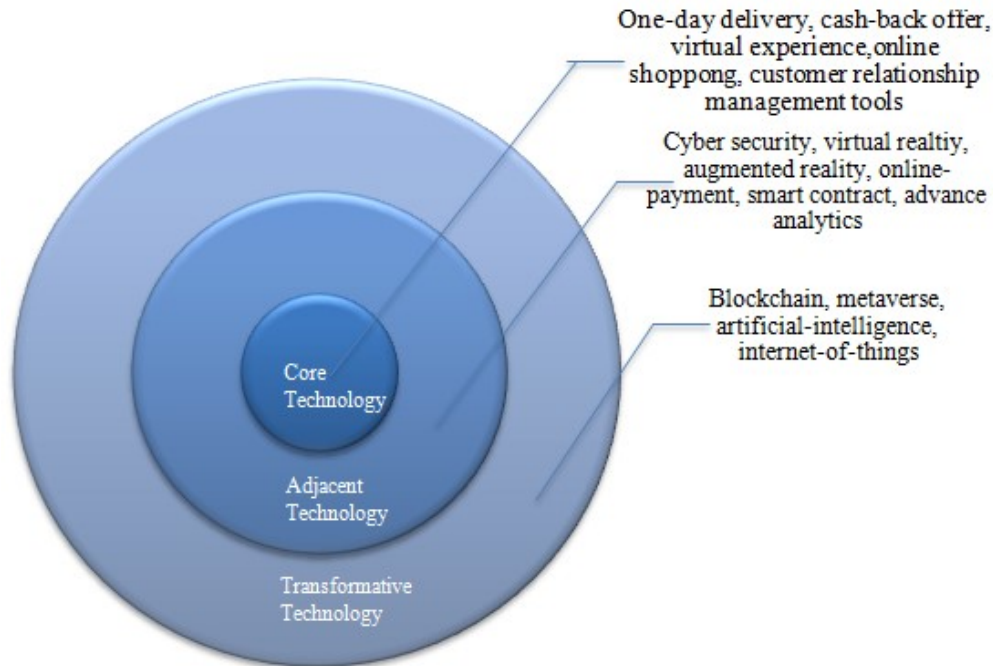 One-day delivery, cash-back offer,
virtual experience,online
shoppong, customer relationship
management tools
Cyber security, virtual realtiy,
augmented reality, online-
payment, smart contract, advance
analytics
Blockchain, metaverse,
artificial-intelligence,
internet-of-things
Core
Technology
Adjacent
Technology
Transformative
Technology